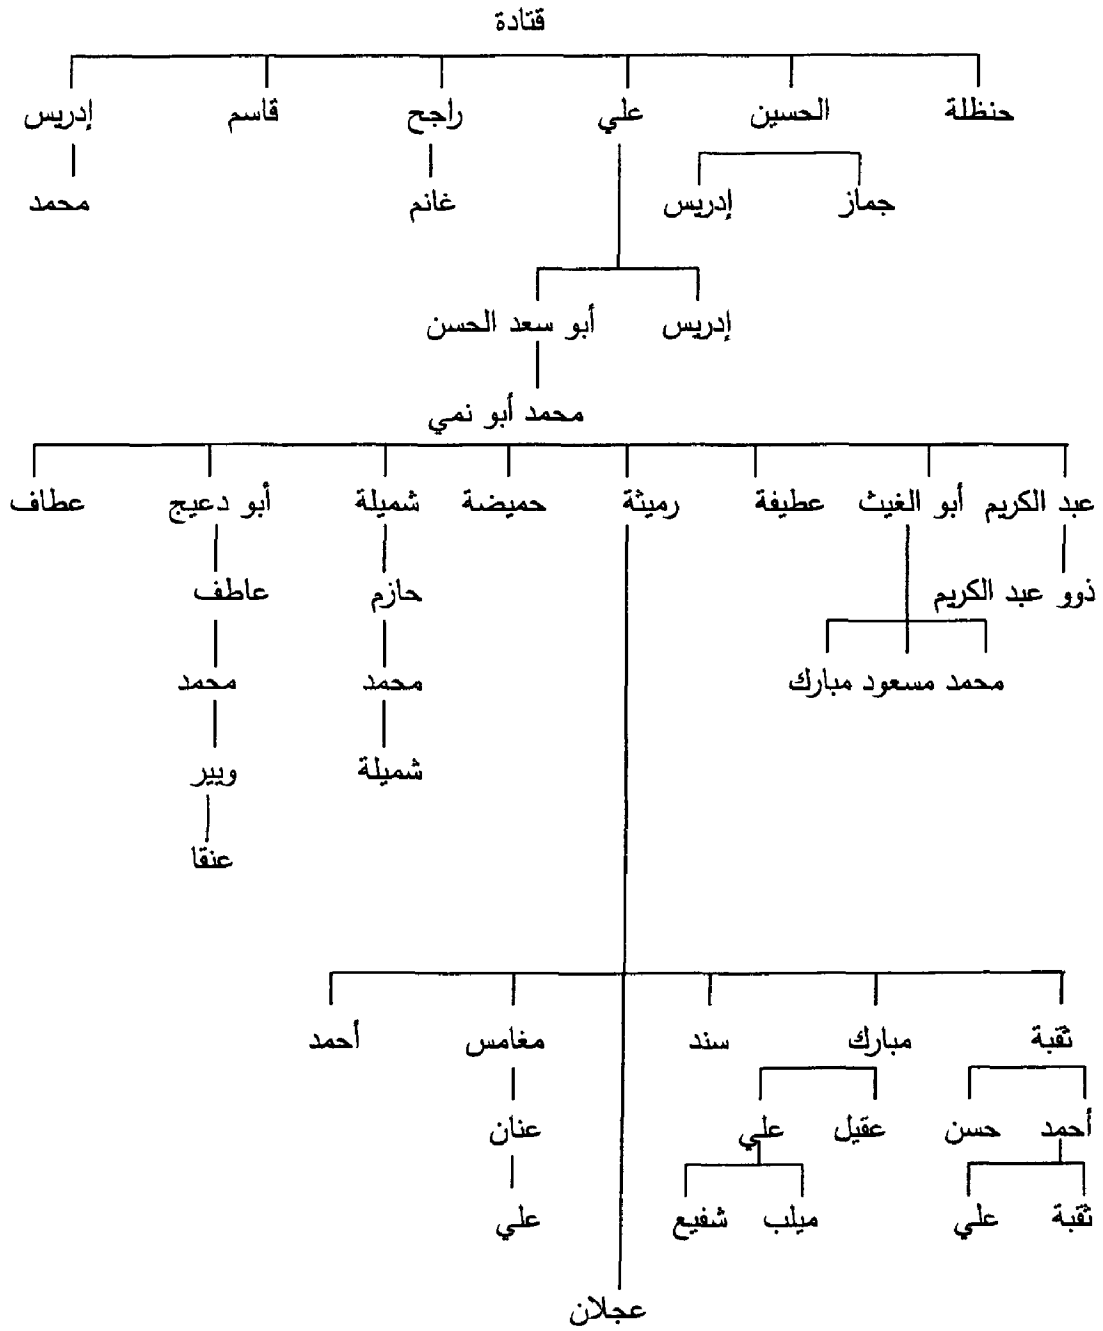 قتادة
حنظلة الحسين علي راجح قاسم إدريس
جماز إدريس غانم محمد
إدريس أبو سعد الحسن
محمد أبو نمي
عبد الكريم أبو الغيث عطيفة رميثة حميضة شميلة أبو دعيج عطاف
ذوو عبد الكريم حازم عاطف
محمد مسعود مبارك محمد محمد
شميلة وبير
عنقا
ثقبة مبارك سند مغامس أحمد
أحمد حسن عقيل علي عنان
ثقبة علي ميلب شفيع علي
عجلان